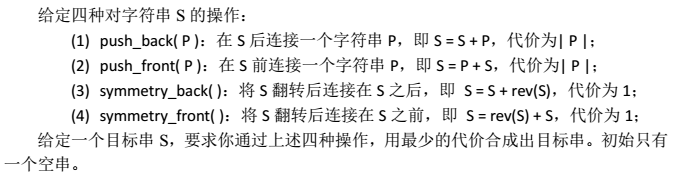 给定四种对字符串 S 的操作：
(1) push_back( P )：在 S 后连接一个字符串 P，即 S = S + P，代价为| P |；
(2) push_front( P )：在 S 前连接一个字符串 P，即 S = P + S，代价为| P |；
(3) symmetry_back( )：将 S 翻转后连接在 S 之后，即 S = S + rev(S)，代价为 1；
(4) symmetry_front( )：将 S 翻转后连接在 S 之前，即 S = rev(S) + S，代价为 1；
给定一个目标串 S，要求你通过上述四种操作，用最少的代价合成出目标串。初始只有
一个空串。